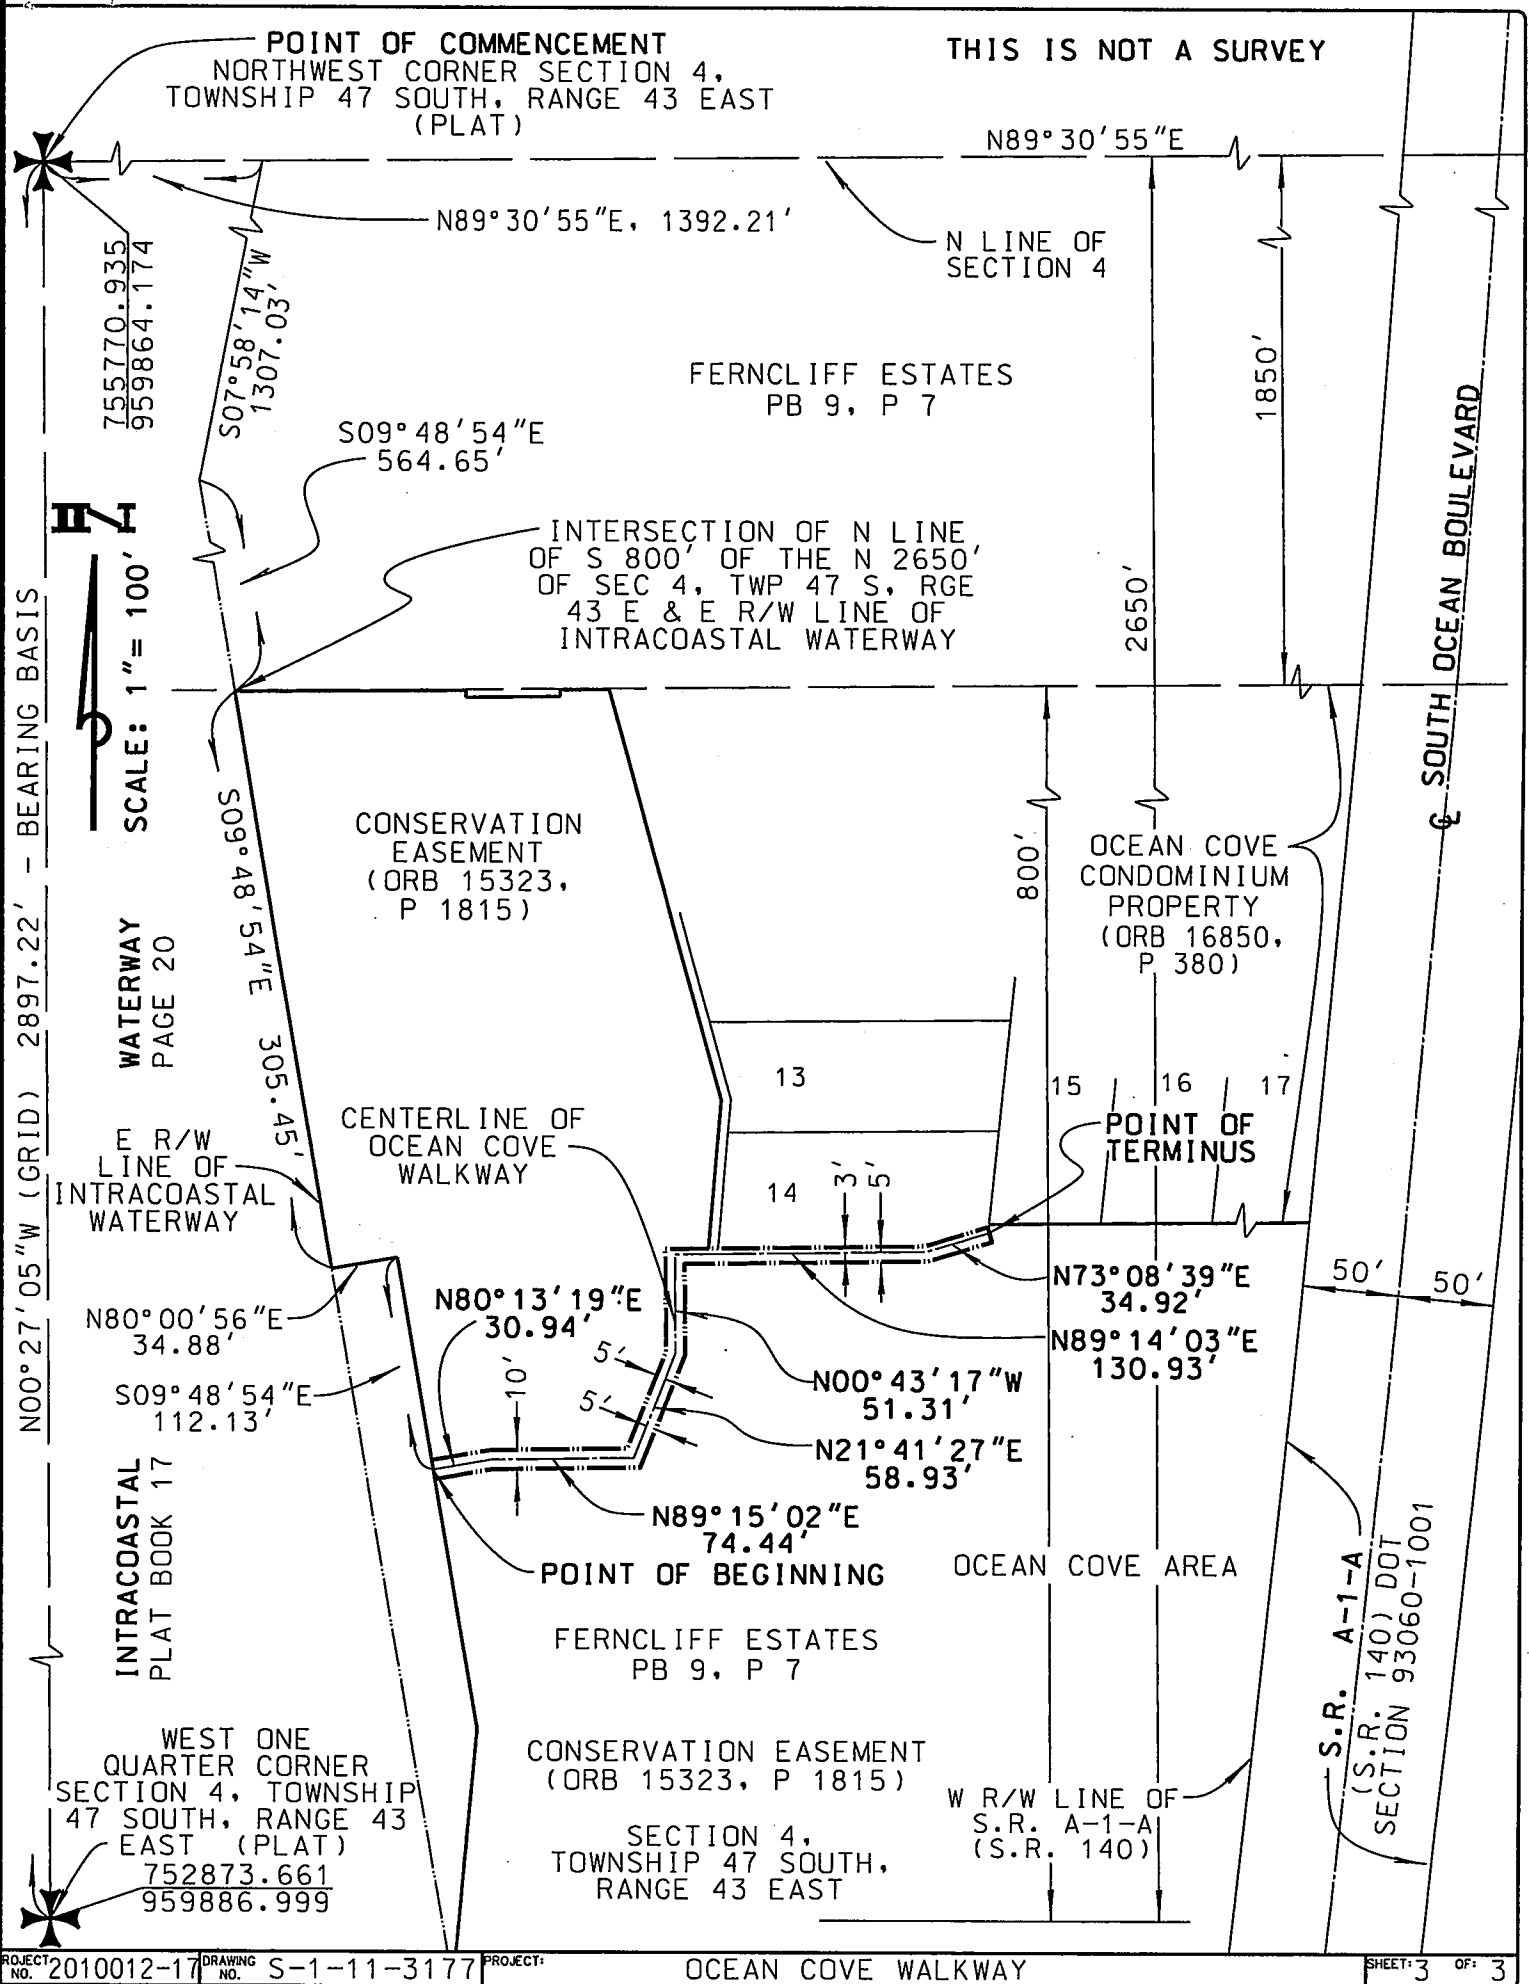 POINT OF COMMENCEMENT
NORTHWEST CORNER SECTION 4,
TOWNSHIP 47 SOUTH, RANGE 43 EAST
(PLAT)
THIS IS NOT A SURVEY
N89°30'55"E
N89°30'55"E, 1392.21'
N LINE OF
SECTION 4
755770.935
959864.174
S07°58'14"W
1307.03'
FERNCLIFF ESTATES
PB 9, P 7
1850'
S09°48'54"E
564.65'
INTERSECTION OF N LINE
OF S 800' OF THE N 2650'
OF SEC 4, TWP 47 S, RGE
43 E & E R/W LINE OF
INTRACOASTAL WATERWAY
2650'
SCALE: 1"= 100'
N00°27'05"W (GRID) 2897.22' - BEARING BASIS
℄ SOUTH OCEAN BOULEVARD
S09°48'54"E 305.45'
CONSERVATION
EASEMENT
(ORB 15323,
P 1815)
800'
OCEAN COVE
CONDOMINIUM
PROPERTY
(ORB 16850,
P 380)
INTRACOASTAL WATERWAY
PLAT BOOK 17 PAGE 20
13
15
16
17
CENTERLINE OF
OCEAN COVE
WALKWAY
POINT OF
TERMINUS
E R/W
LINE OF
INTRACOASTAL
WATERWAY
14
3'
5'
N80°00'56"E
34.88'
N80°13'19"E
30.94'
N73°08'39"E
34.92'
50'
50'
N89°14'03"E
130.93'
S09°48'54"E
112.13'
10'
5'
5'
N00°43'17"W
51.31'
N21°41'27"E
58.93'
N89°15'02"E
74.44'
POINT OF BEGINNING
OCEAN COVE AREA
FERNCLIFF ESTATES
PB 9, P 7
S.R. A-1-A
(S.R. 140) DOT
SECTION 93060-1001
WEST ONE
QUARTER CORNER
SECTION 4, TOWNSHIP
47 SOUTH, RANGE 43
EAST (PLAT)
752873.661
959886.999
CONSERVATION EASEMENT
(ORB 15323, P 1815)
SECTION 4,
TOWNSHIP 47 SOUTH,
RANGE 43 EAST
W R/W LINE OF
S.R. A-1-A
(S.R. 140)
ROJECT NO. 2010012-17 DRAWING NO. S-1-11-3177 PROJECT: OCEAN COVE WALKWAY SHEET: 3 OF: 3